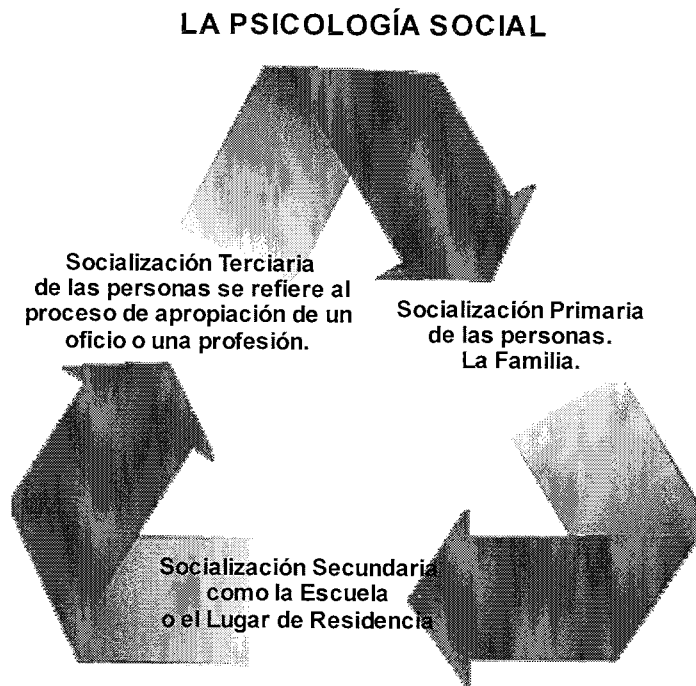 LA PSICOLOGÍA SOCIAL
Socialización Terciaria
de las personas se refiere al
proceso de apropiación de un
oficio o una profesión.
Socialización Primaria
de las personas.
La Familia.
Socialización Secundaria
como la Escuela
o el Lugar de Residencia